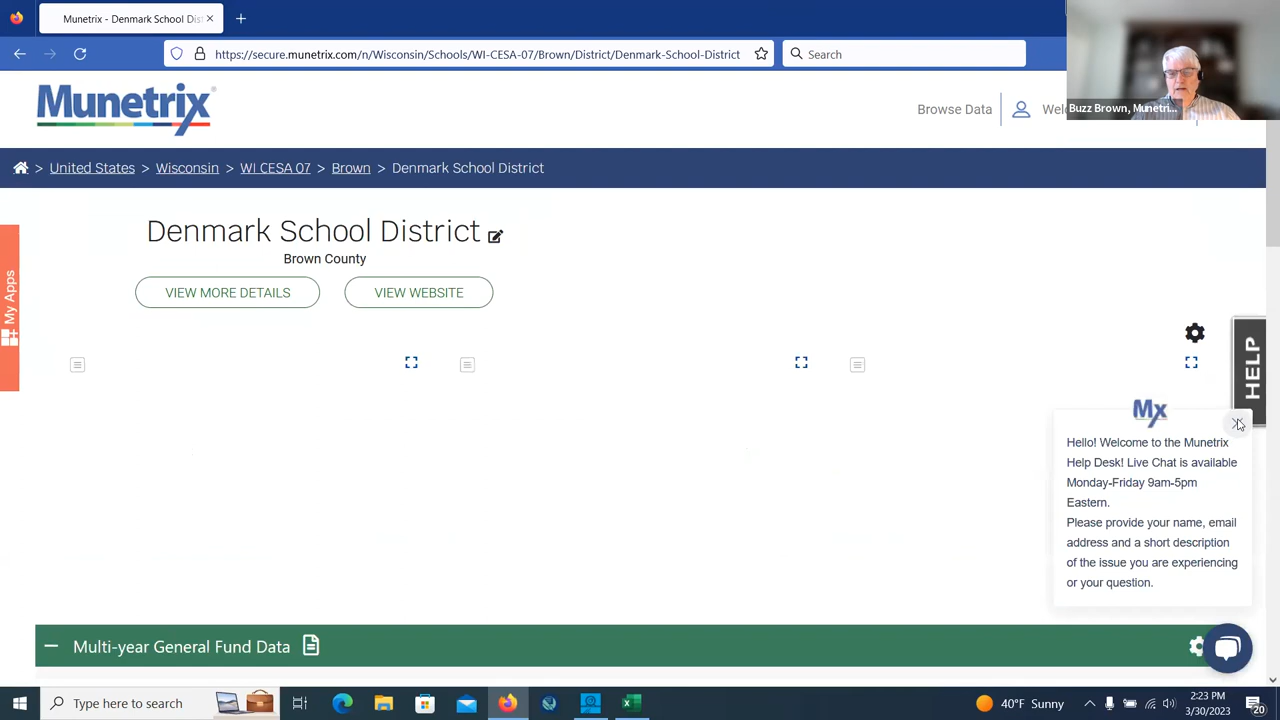 Munetrix - Denmark School Dis
https://secure.munetrix.com/n/Wisconsin/Schools/WI-CESA-07/Brown/District/Denmark-School-District
Search
Buzz Brown, Munetri...
Munetrix®
Browse Data
Wel
> United States > Wisconsin > WI CESA 07 > Brown > Denmark School District
Denmark School District
Brown County
VIEW MORE DETAILS
VIEW WEBSITE
My Apps
HELP
Mx
Hello! Welcome to the Munetrix
Help Desk! Live Chat is available
Monday-Friday 9am-5pm
Eastern.
Please provide your name, email
address and a short description
of the issue you are experiencing
or your question.
Multi-year General Fund Data
Type here to search
40°F Sunny
2:23 PM
3/30/2023
20